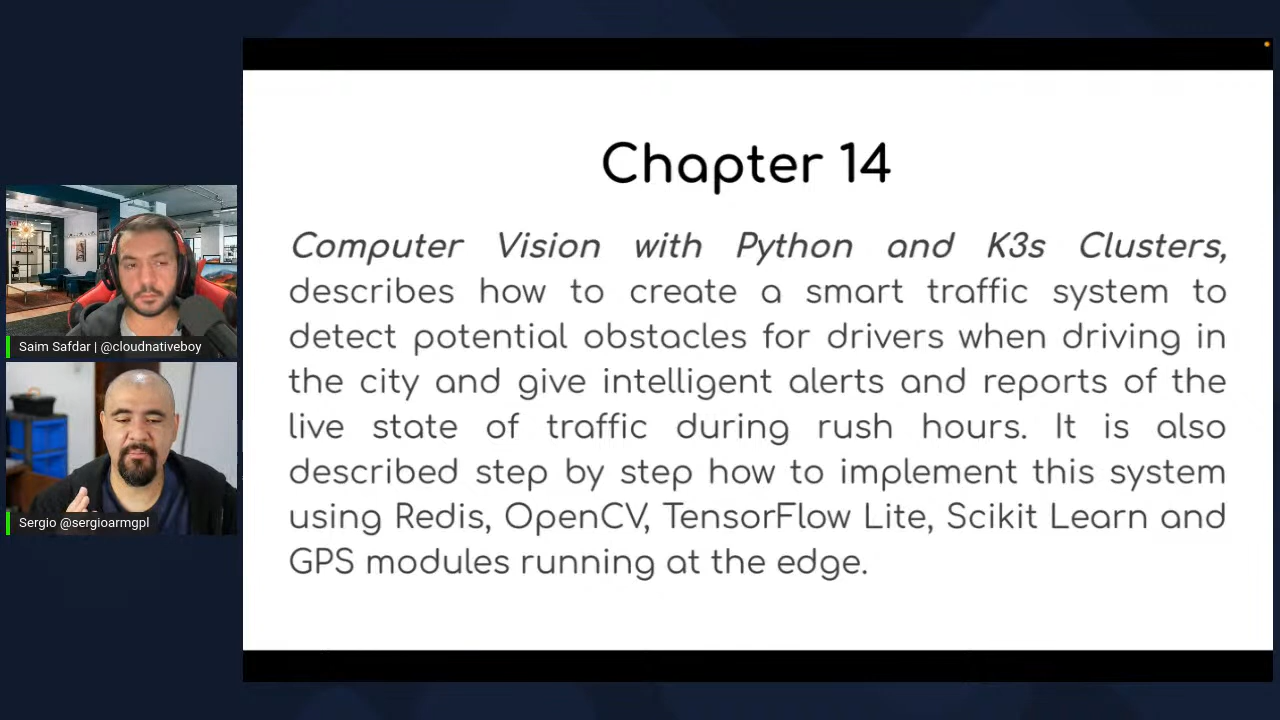 Chapter 14
Computer Vision with Python and K3s Clusters,
describes how to create a smart traffic system to
detect potential obstacles for drivers when driving in
the city and give intelligent alerts and reports of the
live state of traffic during rush hours. It is also
described step by step how to implement this system
using Redis, OpenCV, TensorFlow Lite, Scikit Learn and
GPS modules running at the edge.
Saim Safdar | @cloudnativeboy
Sergio @sergioarmgpl